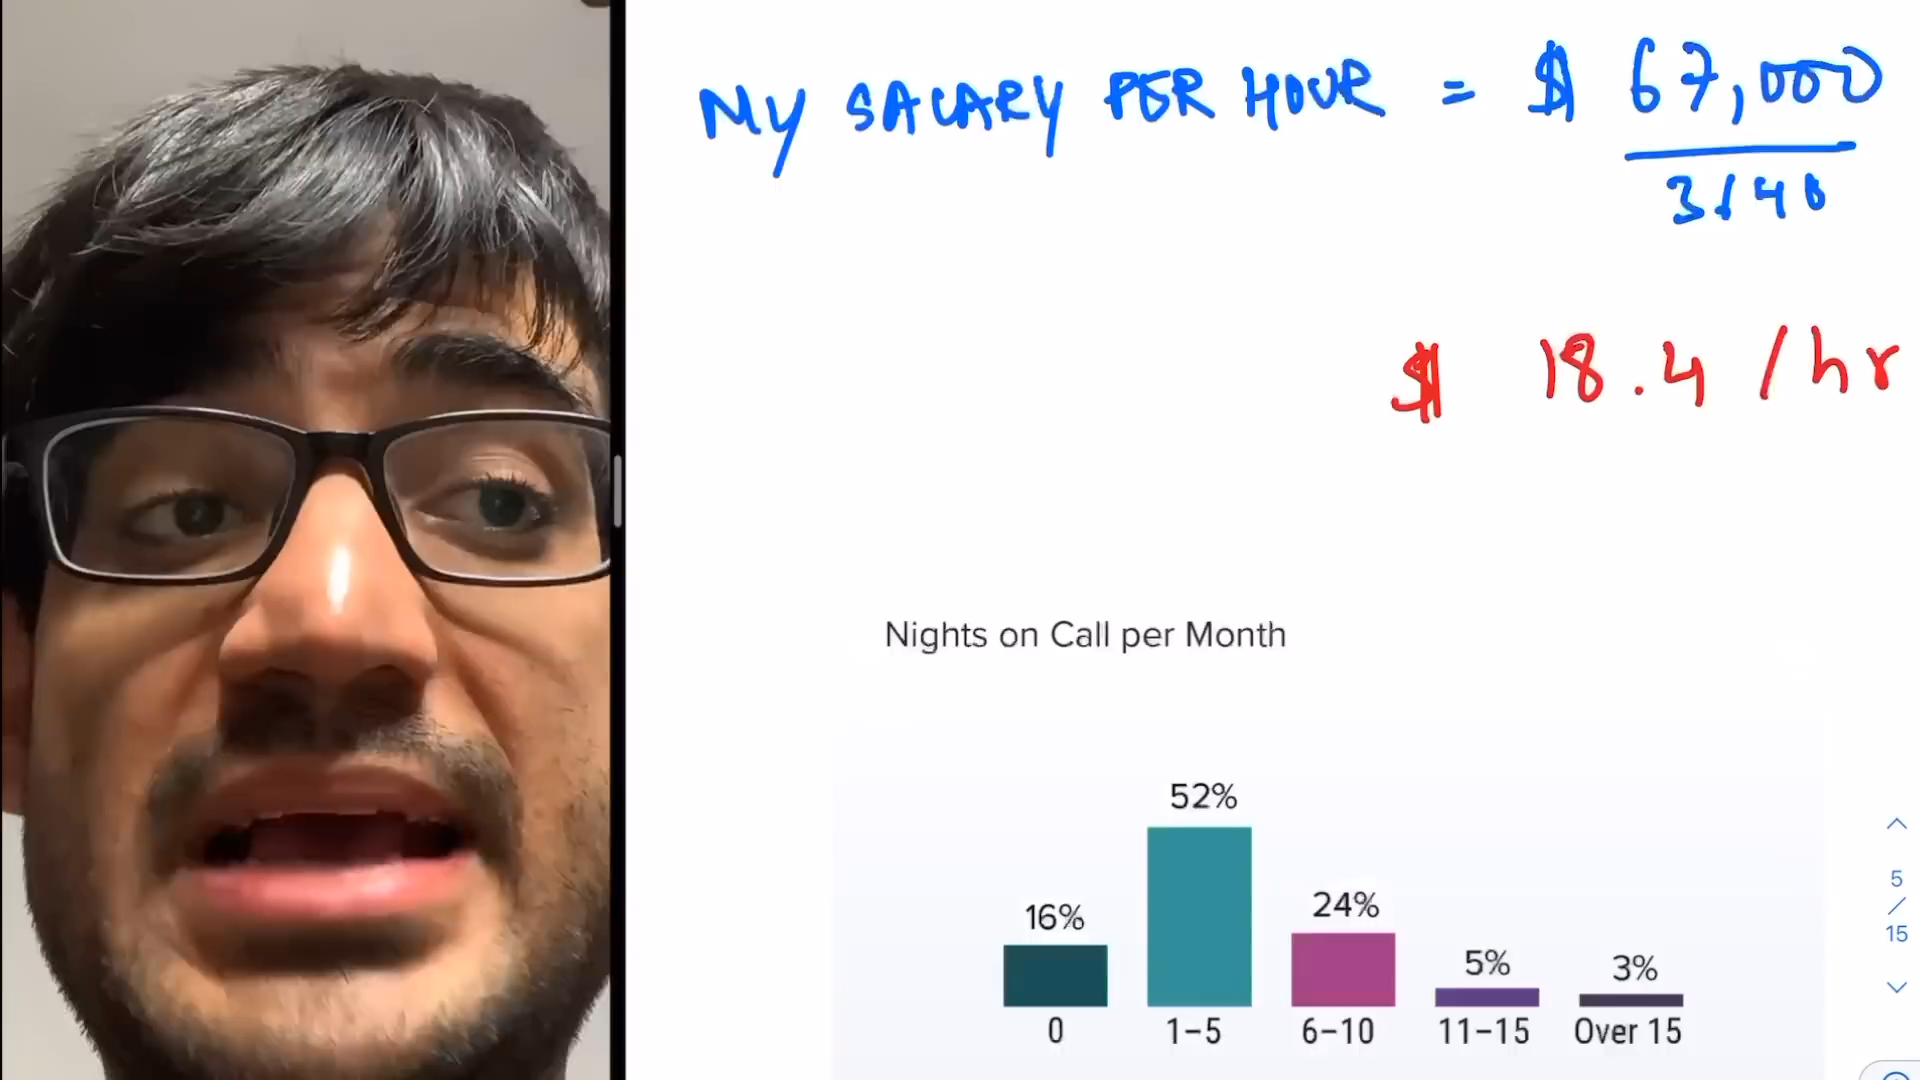 MY SALARY PER HOUR = $ 67,000
3640
$ 18.4 /hr
Nights on Call per Month
52%
24%
16%
5%
3%
0 1–5 6–10 11–15 Over 15
5
/
15